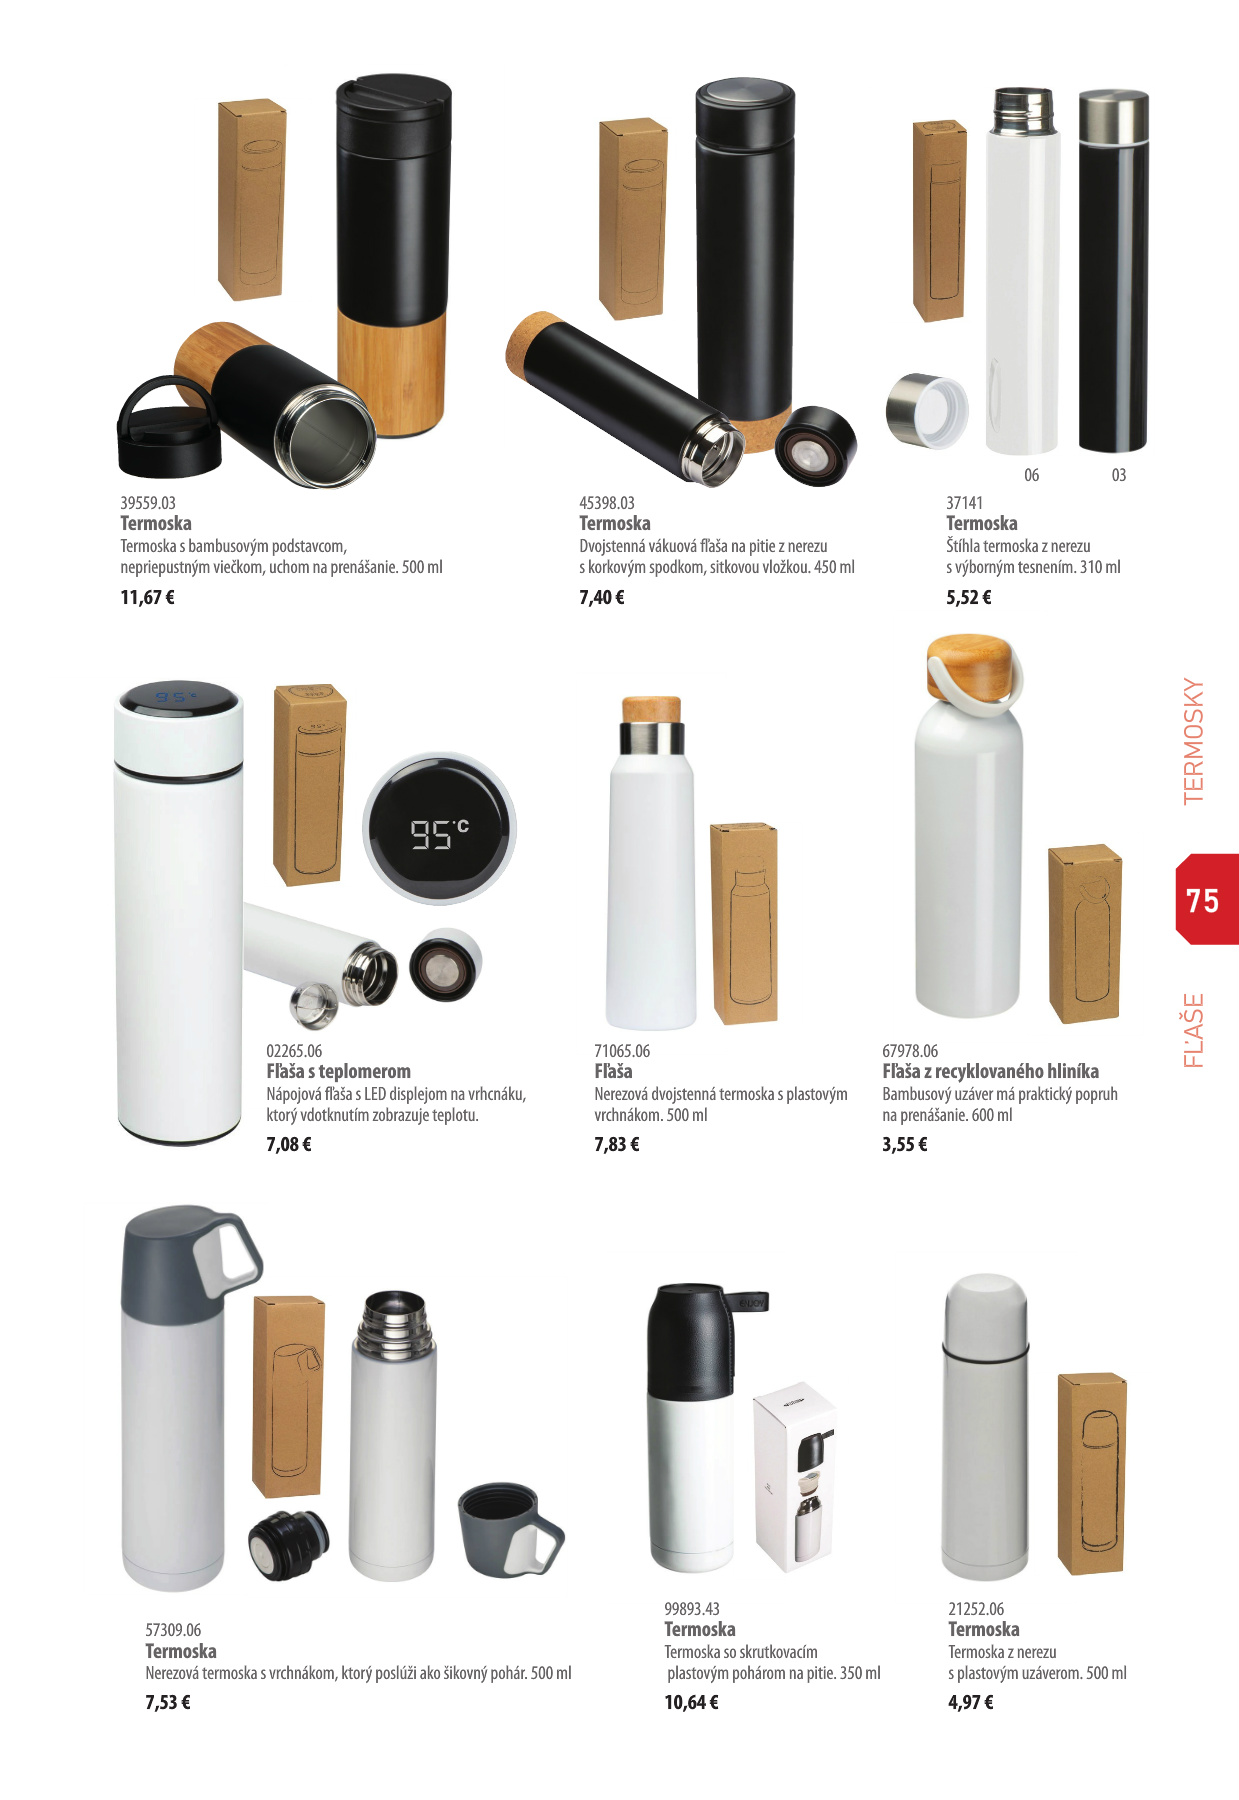 06
03
39559.03
Termoska
Termoska s bambusovým podstavcom,
nepriepustným viečkom, uchom na prenášanie. 500 ml
11,67 €
45398.03
Termoska
Dvojstenná vákuová fľaša na pitie z nerezu
s korkovým spodkom, sitkovou vložkou. 450 ml
7,40 €
37141
Termoska
Štíhla termoska z nerezu
s výborným tesnením. 310 ml
5,52 €
95°C
95°C
TERMOSKY
75
FĽAŠE
02265.06
Fľaša s teplomerom
Nápojová fľaša s LED displejom na vrhcnáku,
ktorý vdotknutím zobrazuje teplotu.
7,08 €
71065.06
Fľaša
Nerezová dvojstenná termoska s plastovým
vrchnákom. 500 ml
7,83 €
67978.06
Fľaša z recyklovaného hliníka
Bambusový uzáver má praktický popruh
na prenášanie. 600 ml
3,55 €
57309.06
Termoska
Nerezová termoska s vrchnákom, ktorý poslúži ako šikovný pohár. 500 ml
7,53 €
99893.43
Termoska
Termoska so skrutkovacím
plastovým pohárom na pitie. 350 ml
10,64 €
21252.06
Termoska
Termoska z nerezu
s plastovým uzáverom. 500 ml
4,97 €